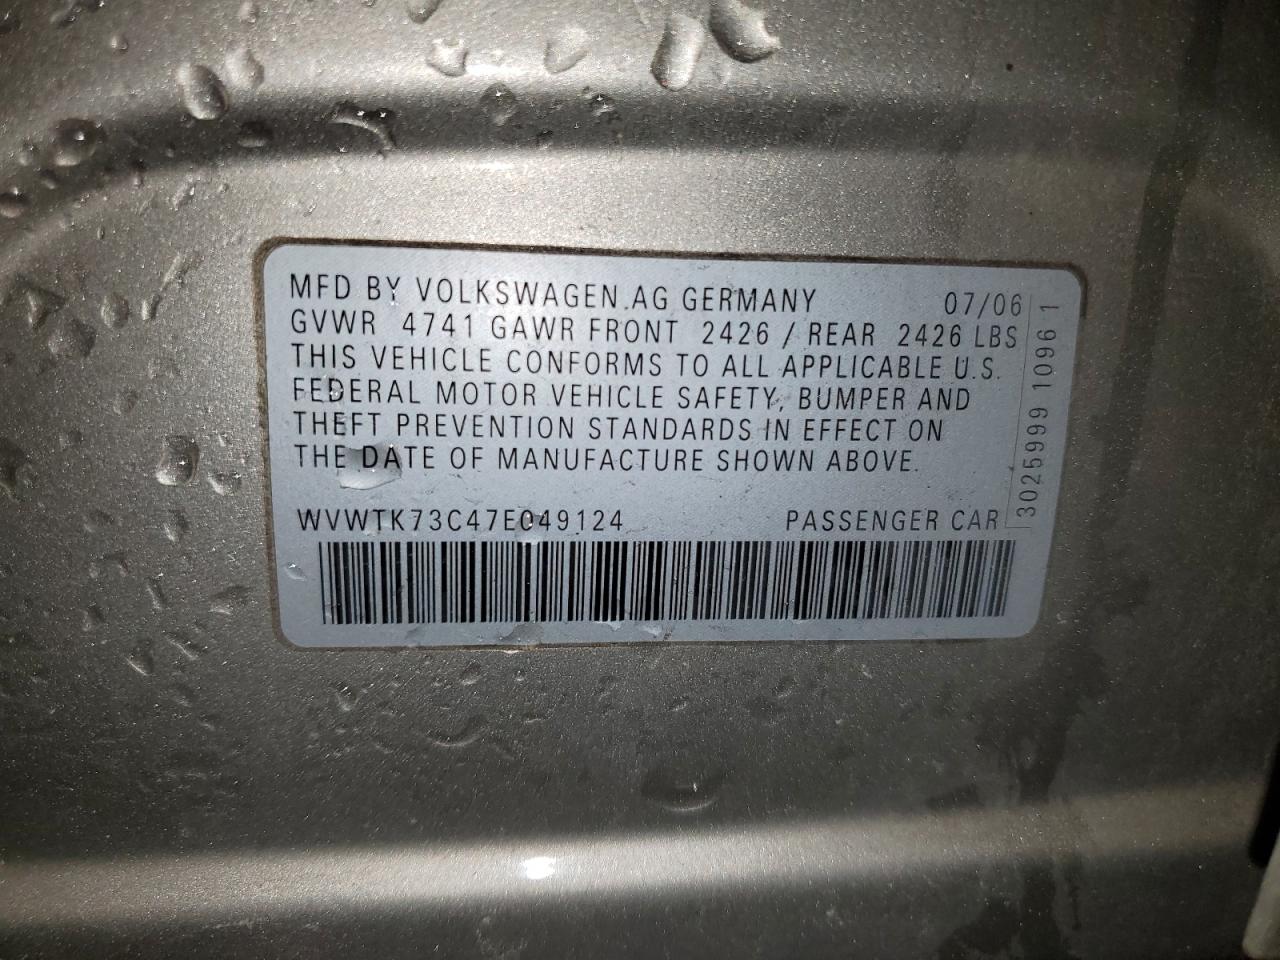 MFD BY VOLKSWAGEN AG GERMANY 07/06
GVWR 4741 GAWR FRONT 2426 / REAR 2426 LBS
THIS VEHICLE CONFORMS TO ALL APPLICABLE U.S.
FEDERAL MOTOR VEHICLE SAFETY, BUMPER AND
THEFT PREVENTION STANDARDS IN EFFECT ON
THE DATE OF MANUFACTURE SHOWN ABOVE.
WVWTK73C47E049124 PASSENGER CAR
3025999 1096 1